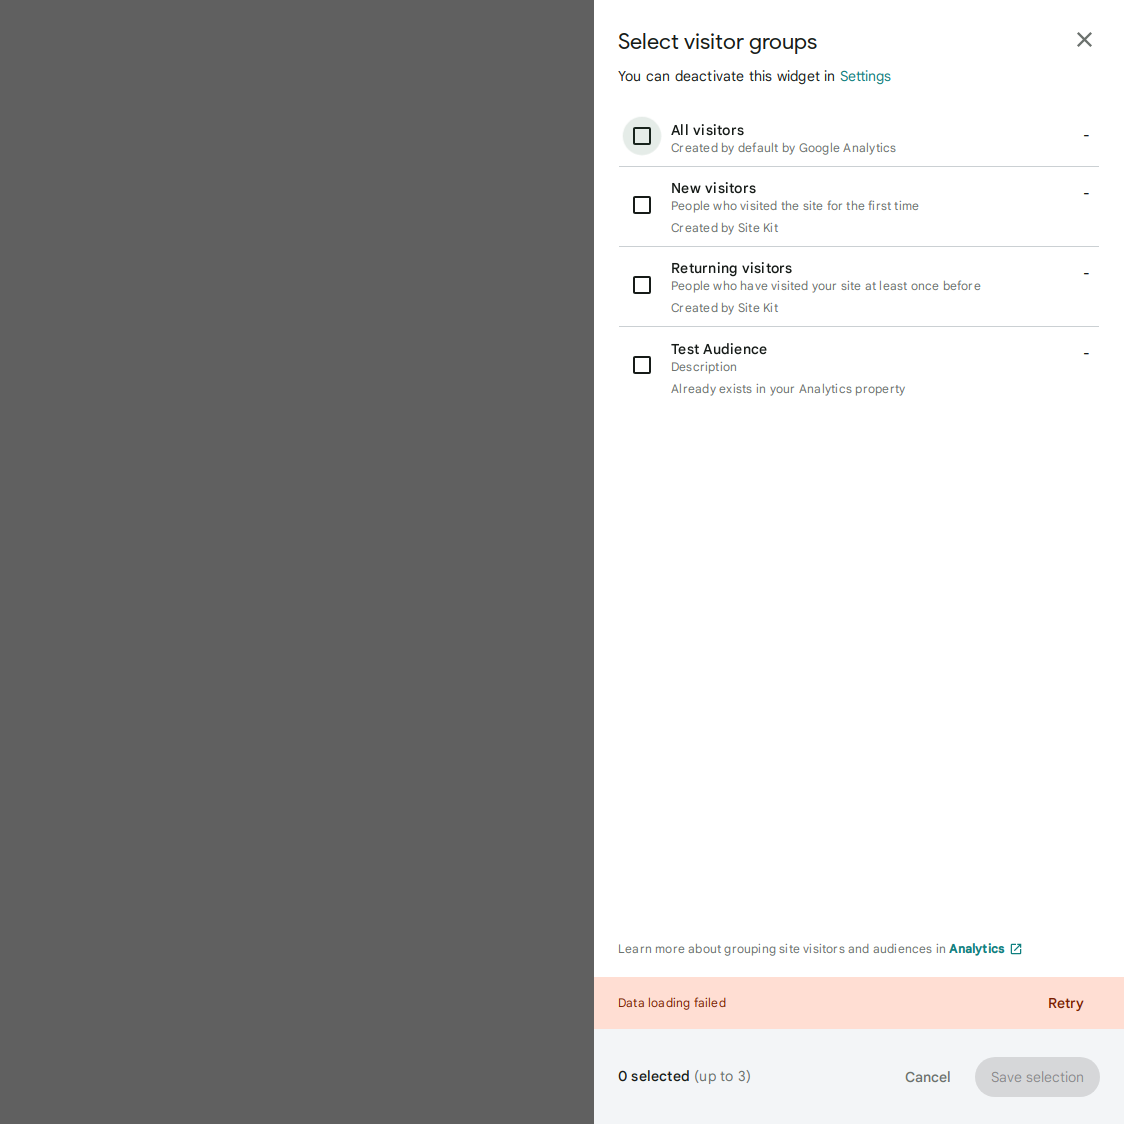 Select visitor groups
You can deactivate this widget in Settings
All visitors -
Created by default by Google Analytics
New visitors -
People who visited the site for the first time
Created by Site Kit
Returning visitors -
People who have visited your site at least once before
Created by Site Kit
Test Audience -
Description
Already exists in your Analytics property
Learn more about grouping site visitors and audiences in Analytics
Data loading failed Retry
0 selected (up to 3) Cancel Save selection